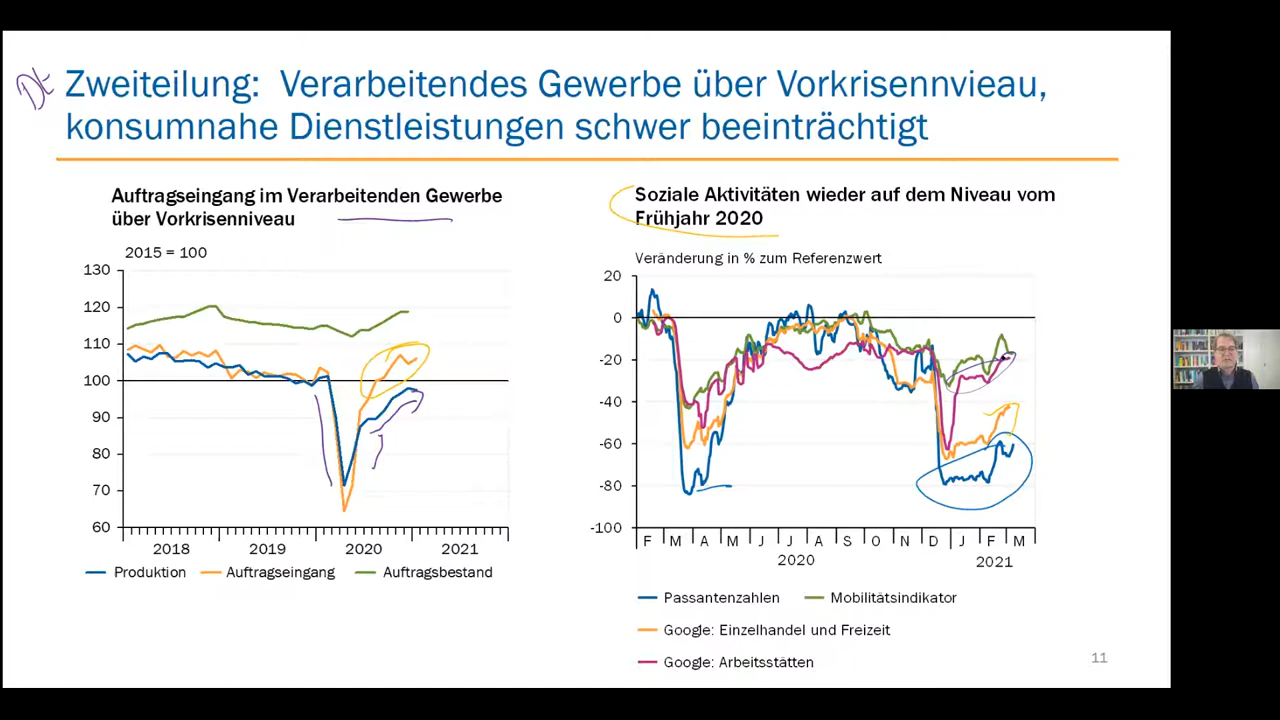 Dt
Zweiteilung: Verarbeitendes Gewerbe über Vorkrisennvieau,
konsumnahe Dienstleistungen schwer beeinträchtigt
Auftragseingang im Verarbeitenden Gewerbe
über Vorkrisenniveau
2015 = 100
130
120
110
100
90
80
70
60
2018 2019 2020 2021
Produktion Auftragseingang Auftragsbestand
Soziale Aktivitäten wieder auf dem Niveau vom
Frühjahr 2020
Veränderung in % zum Referenzwert
20
0
-20
-40
-60
-80
-100
F M A M J J A S O N D J F M
2020 2021
Passantenzahlen Mobilitätsindikator
Google: Einzelhandel und Freizeit
Google: Arbeitsstätten
11